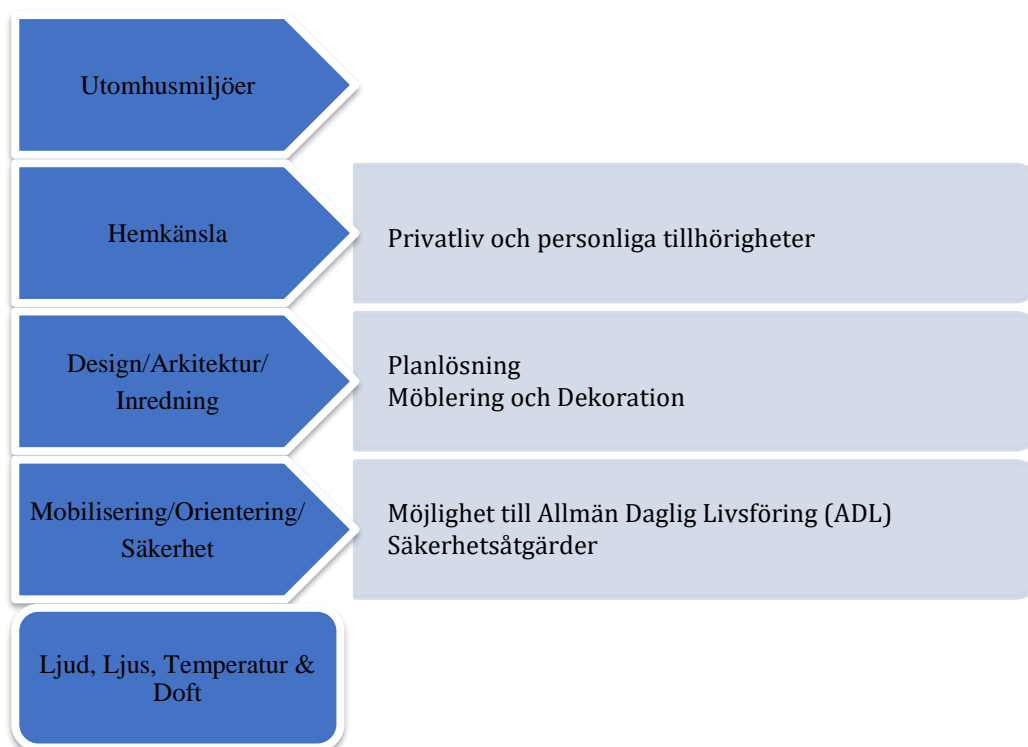 Utomhusmiljöer
Hemkänsla
Privatliv och personliga tillhörigheter
Design/Arkitektur/
Inredning
Planlösning
Möblering och Dekoration
Mobilisering/Orientering/
Säkerhet
Möjlighet till Allmän Daglig Livsföring (ADL)
Säkerhetsåtgärder
Ljud, Ljus, Temperatur &
Doft